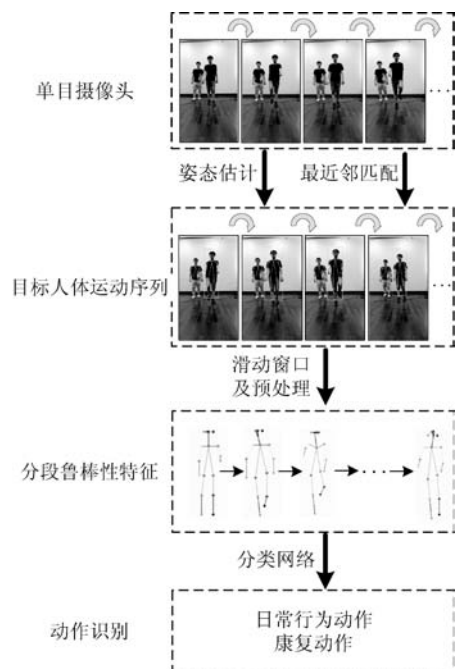 单目摄像头
···
姿态估计
最近邻匹配
目标人体运动序列
···
滑动窗口
及预处理
分段鲁棒性特征
···
分类网络
动作识别
日常行为动作
康复动作